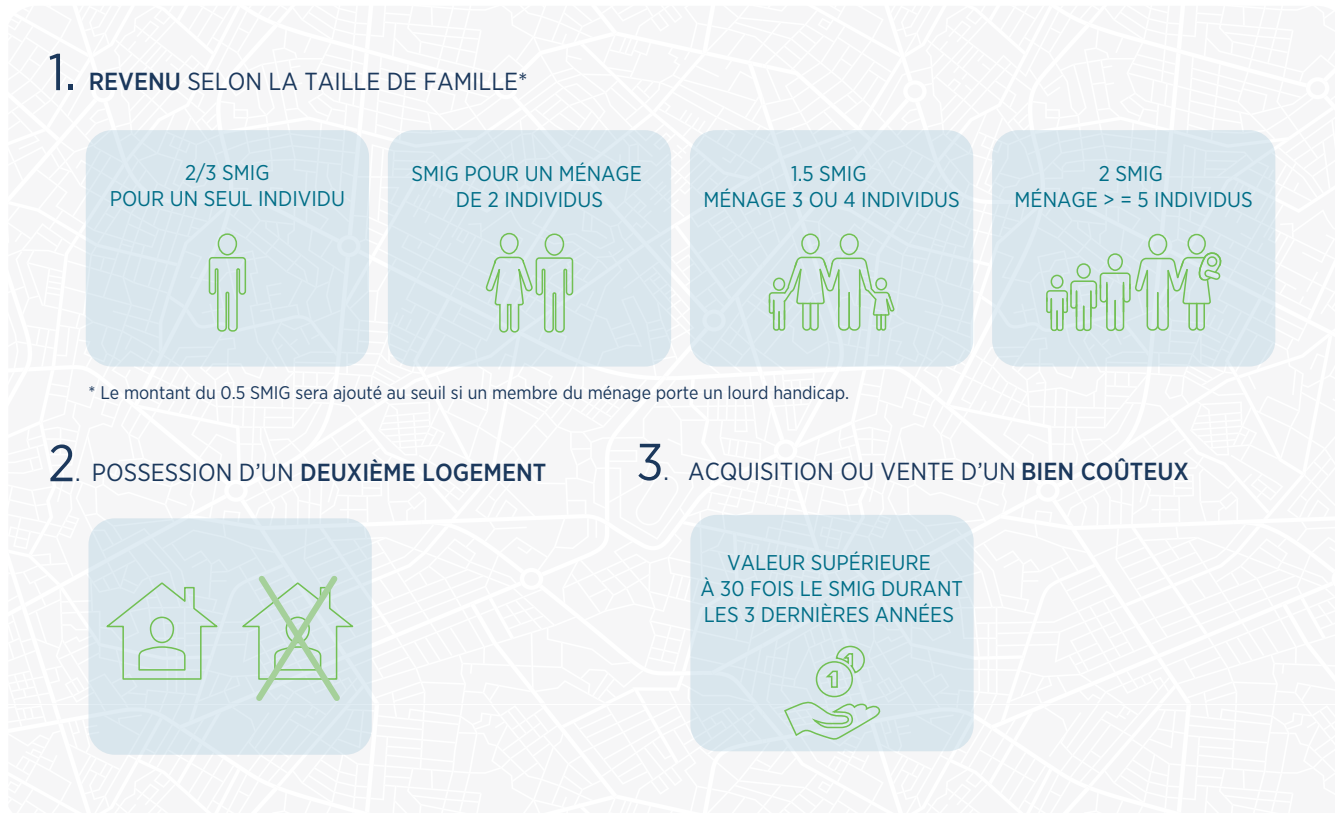 1. REVENU SELON LA TAILLE DE FAMILLE*
2/3 SMIG
POUR UN SEUL INDIVIDU
SMIG POUR UN MÉNAGE
DE 2 INDIVIDUS
1.5 SMIG
MÉNAGE 3 OU 4 INDIVIDUS
2 SMIG
MÉNAGE > = 5 INDIVIDUS
* Le montant du 0.5 SMIG sera ajouté au seuil si un membre du ménage porte un lourd handicap.
2. POSSESSION D'UN DEUXIÈME LOGEMENT
3. ACQUISITION OU VENTE D'UN BIEN COÛTEUX
VALEUR SUPÉRIEURE
À 30 FOIS LE SMIG DURANT
LES 3 DERNIÈRES ANNÉES
1
1